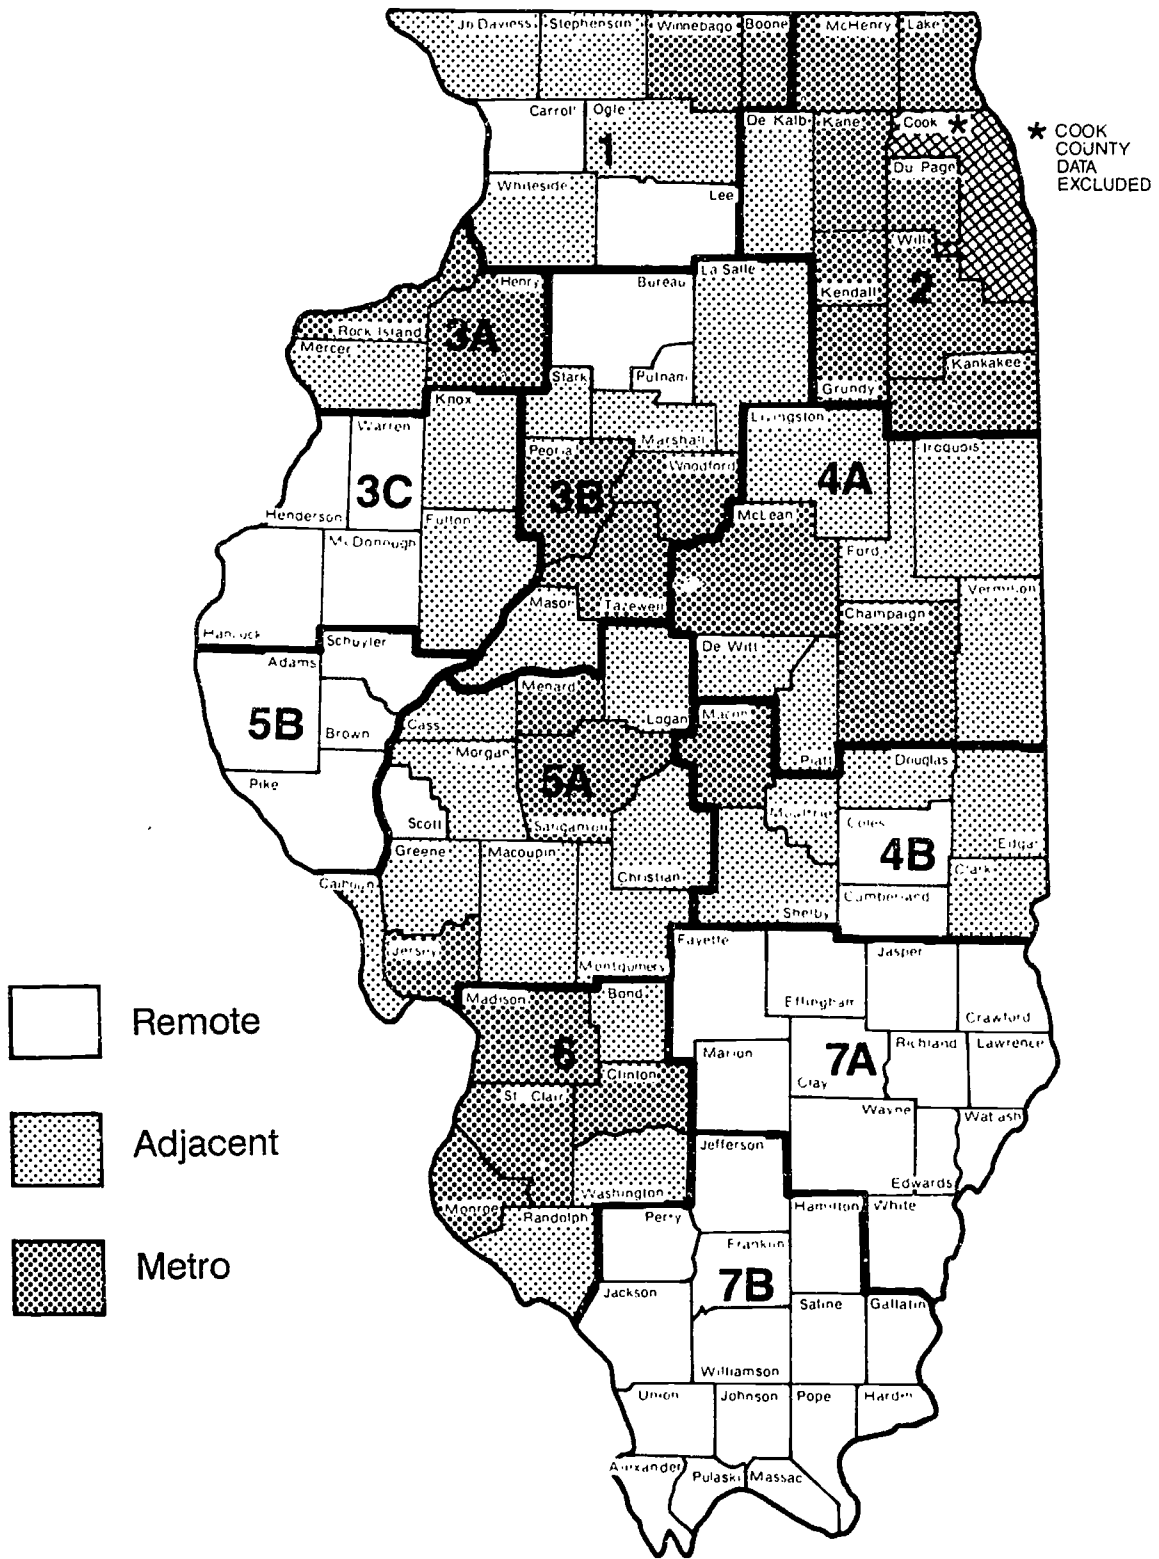 Jo Daviess
Stephenson
Winnebago
Boone
McHenry
Lake
Carroll
Ogle
De Kalb
Kane
Cook *
* COOK
COUNTY
DATA
EXCLUDED
1
Du Page
Whiteside
Lee
Will
La Salle
Henry
Bureau
Kendall
2
Rock Island
3A
Mercer
Stark
Putnam
Grundy
Kankakee
Knox
Livingston
Warren
Marshall
Peoria
Woodford
Iroquois
3C
3B
4A
Henderson
Fulton
McLean
McDonough
Ford
Mason
Tazewell
Vermilion
Champaign
Hancock
Schuyler
De Witt
Adams
Menard
5B
Cass
Logan
Macon
Brown
Morgan
Piatt
Douglas
Pike
5A
Scott
Sangamon
Moultrie
Coles
Edgar
Greene
Macoupin
4B
Christian
Clark
Calhoun
Cumberland
Shelby
Jersey
Fayette
Jasper
Montgomery
Madison
Bond
Effingham
Crawford
Remote
6
Marion
7A
Richland
Lawrence
Clinton
Clay
St. Clair
Wayne
Wabash
Adjacent
Jefferson
Washington
Edwards
Monroe
Randolph
Perry
Hamilton
White
Franklin
Metro
7B
Jackson
Saline
Gallatin
Williamson
Union
Johnson
Pope
Hardin
Alexander
Pulaski
Massac